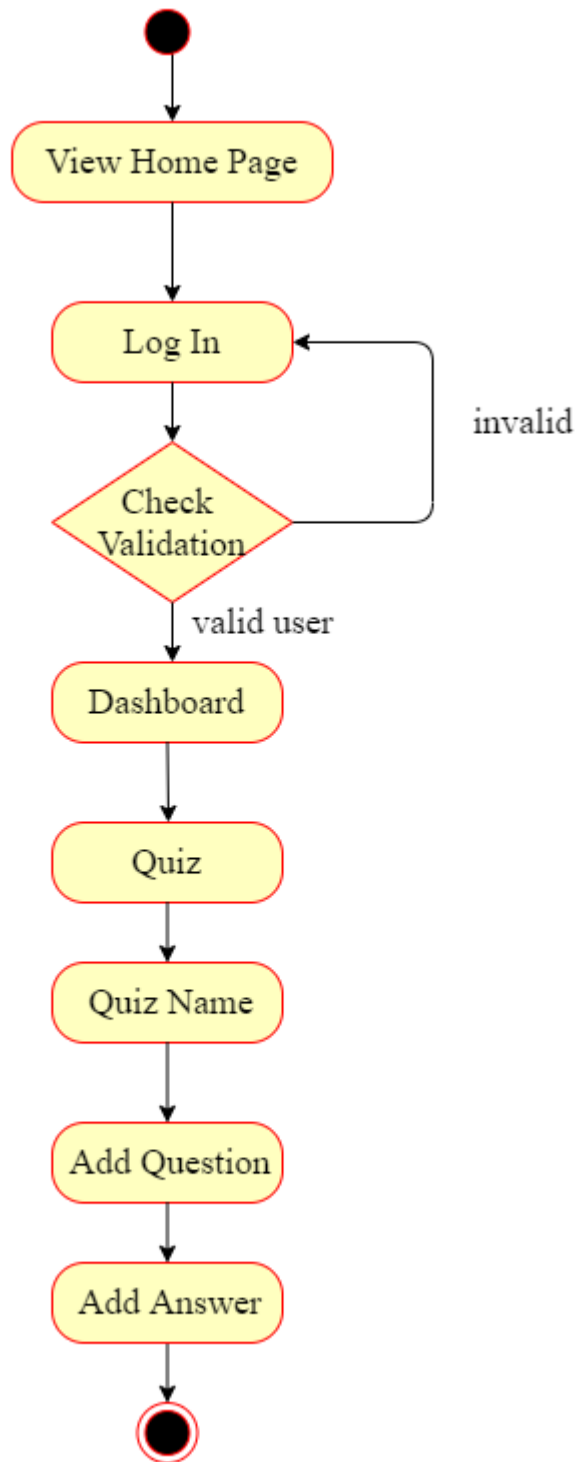 View Home Page
Log In
invalid
Check
Validation
valid user
Dashboard
Quiz
Quiz Name
Add Question
Add Answer